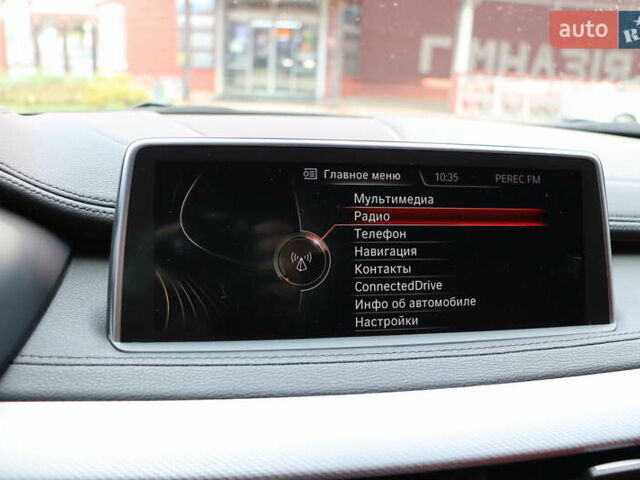 auto
R
Главное меню
10:35
PEREC FM
Мультимедиа
Радио
Телефон
Навигация
Контакты
ConnectedDrive
Инфо об автомобиле
Настройки